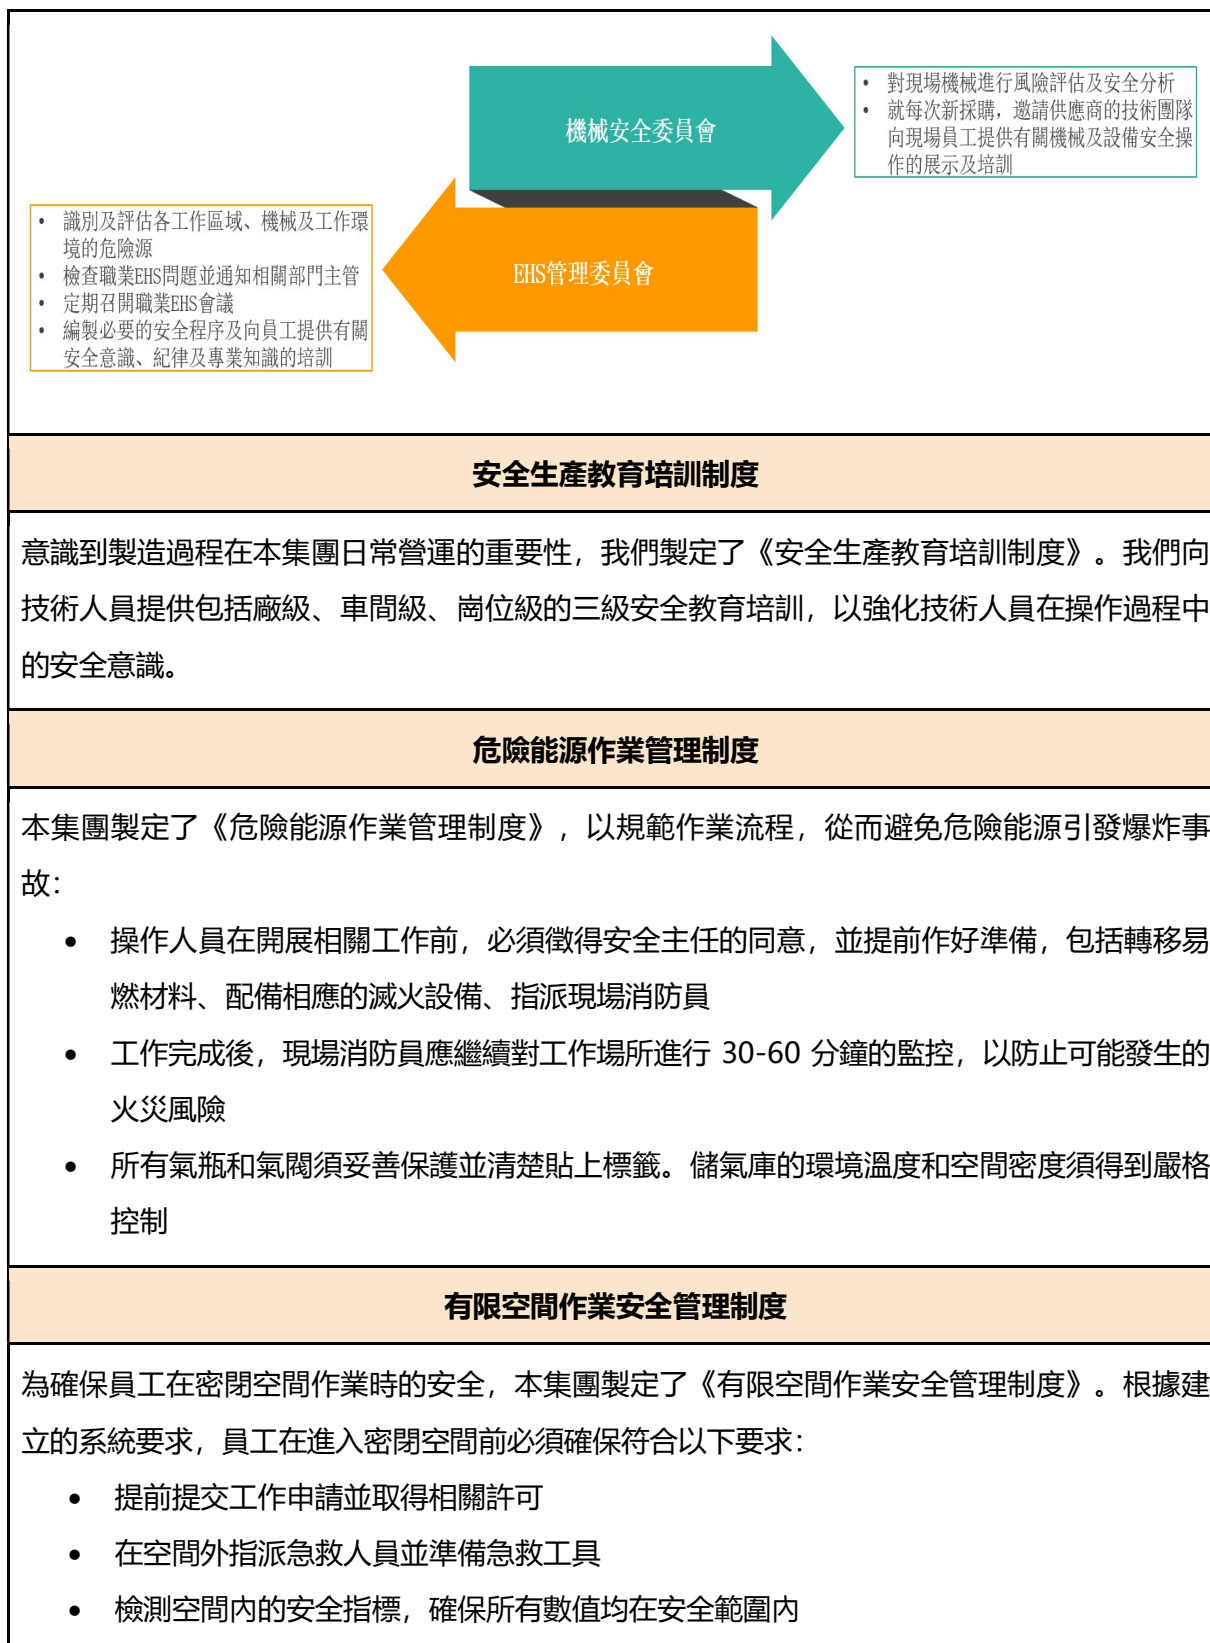 機械安全委員會
• 對現場機械進行風險評估及安全分析
• 就每次新採購，邀請供應商的技術團隊
向現場員工提供有關機械及設備安全操
作的展示及培訓
EHS管理委員會
• 識別及評估各工作區域、機械及工作環
境的危險源
• 檢查職業EHS問題並通知相關部門主管
• 定期召開職業EHS會議
• 編製必要的安全程序及向員工提供有關
安全意識、紀律及專業知識的培訓
安全生產教育培訓制度
意識到製造過程在本集團日常營運的重要性，我們製定了《安全生產教育培訓制度》。我們向
技術人員提供包括廠級、車間級、崗位級的三級安全教育培訓，以強化技術人員在操作過程中
的安全意識。
危險能源作業管理制度
本集團製定了《危險能源作業管理制度》，以規範作業流程，從而避免危險能源引發爆炸事
故：
• 操作人員在開展相關工作前，必須徵得安全主任的同意，並提前作好準備，包括轉移易
燃材料、配備相應的滅火設備、指派現場消防員
• 工作完成後，現場消防員應繼續對工作場所進行 30-60 分鐘的監控，以防止可能發生的
火災風險
• 所有氣瓶和氣閥須妥善保護並清楚貼上標籤。儲氣庫的環境溫度和空間密度須得到嚴格
控制
有限空間作業安全管理制度
為確保員工在密閉空間作業時的安全，本集團製定了《有限空間作業安全管理制度》。根據建
立的系統要求，員工在進入密閉空間前必須確保符合以下要求：
• 提前提交工作申請並取得相關許可
• 在空間外指派急救人員並準備急救工具
• 檢測空間內的安全指標，確保所有數值均在安全範圍內